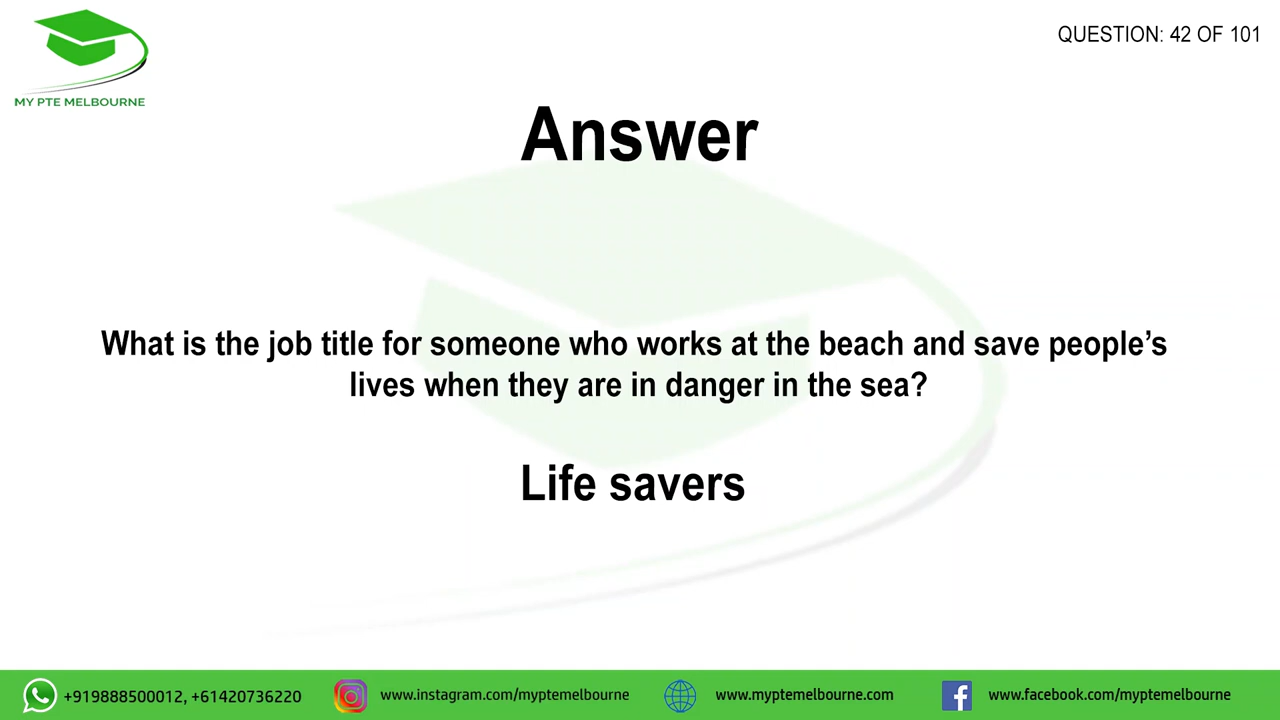 MY PTE MELBOURNE
QUESTION: 42 OF 101
Answer
What is the job title for someone who works at the beach and save people’s
lives when they are in danger in the sea?
Life savers
+919888500012, +61420736220
www.instagram.com/myptemelbourne
www.myptemelbourne.com
www.facebook.com/myptemelbourne